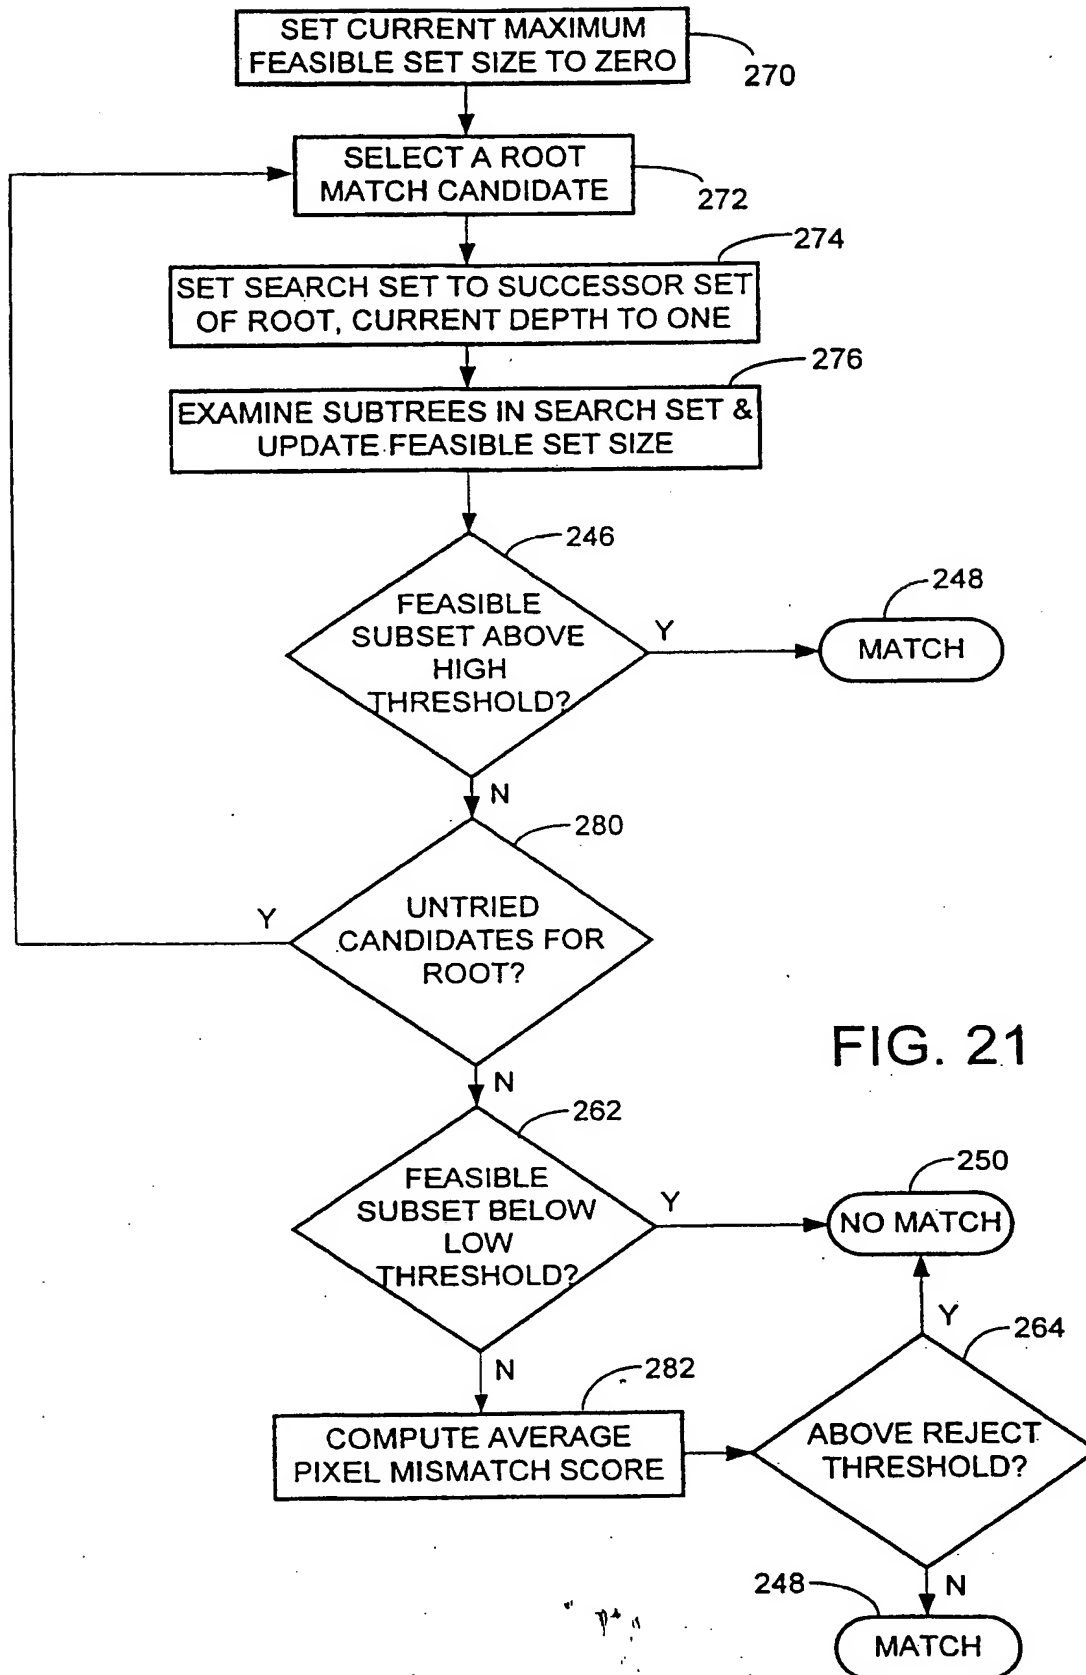 SET CURRENT MAXIMUM
FEASIBLE SET SIZE TO ZERO
270
SELECT A ROOT
MATCH CANDIDATE
272
274
SET SEARCH SET TO SUCCESSOR SET
OF ROOT, CURRENT DEPTH TO ONE
276
EXAMINE SUBTREES IN SEARCH SET &
UPDATE FEASIBLE SET SIZE
246
FEASIBLE
SUBSET ABOVE
HIGH
THRESHOLD?
Y
248
MATCH
N
280
UNTRIED
CANDIDATES FOR
ROOT?
Y
FIG. 21
N
262
FEASIBLE
SUBSET BELOW
LOW
THRESHOLD?
Y
250
NO MATCH
Y
264
N
282
COMPUTE AVERAGE
PIXEL MISMATCH SCORE
ABOVE REJECT
THRESHOLD?
N
248
MATCH